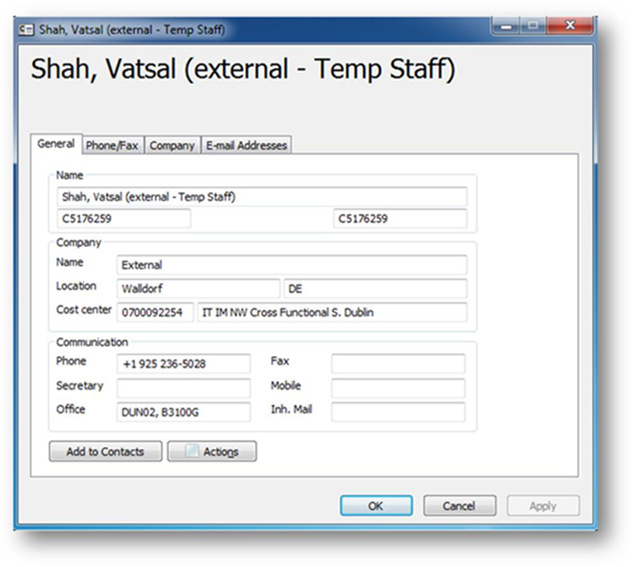 Shah, Vatsal (external - Temp Staff)
Shah, Vatsal (external - Temp Staff)
General Phone/Fax Company E-mail Addresses
Name
Shah, Vatsal (external - Temp Staff)
C5176259 C5176259
Company
Name External
Location Walldorf DE
Cost center 0700092254 IT IM NW Cross Functional S. Dublin
Communication
Phone +1 925 236-5028 Fax
Secretary Mobile
Office DUN02, B3100G Inh. Mail
Add to Contacts Actions
OK Cancel Apply